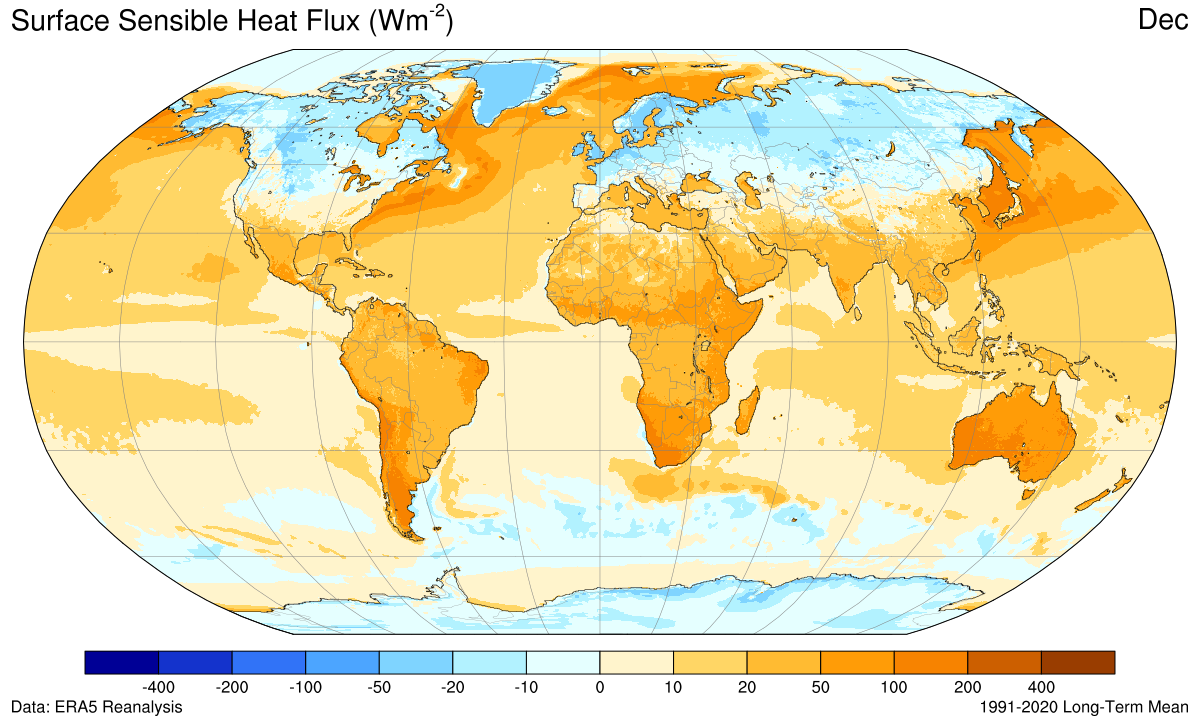 Surface Sensible Heat Flux (Wm-2)
Dec
-400 -200 -100 -50 -20 -10 0 10 20 50 100 200 400
Data: ERA5 Reanalysis
1991-2020 Long-Term Mean